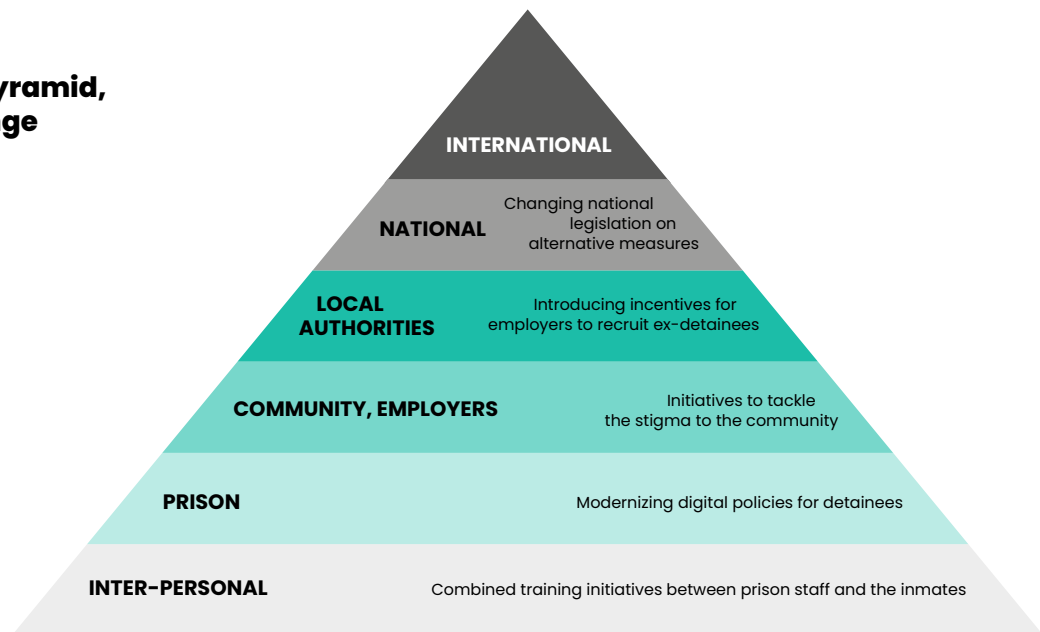 yramid,
nge
INTERNATIONAL
NATIONAL
Changing national
legislation on
alternative measures
LOCAL
AUTHORITIES
Introducing incentives for
employers to recruit ex-detainees
COMMUNITY, EMPLOYERS
Initiatives to tackle
the stigma to the community
PRISON
Modernizing digital policies for detainees
INTER-PERSONAL
Combined training initiatives between prison staff and the inmates